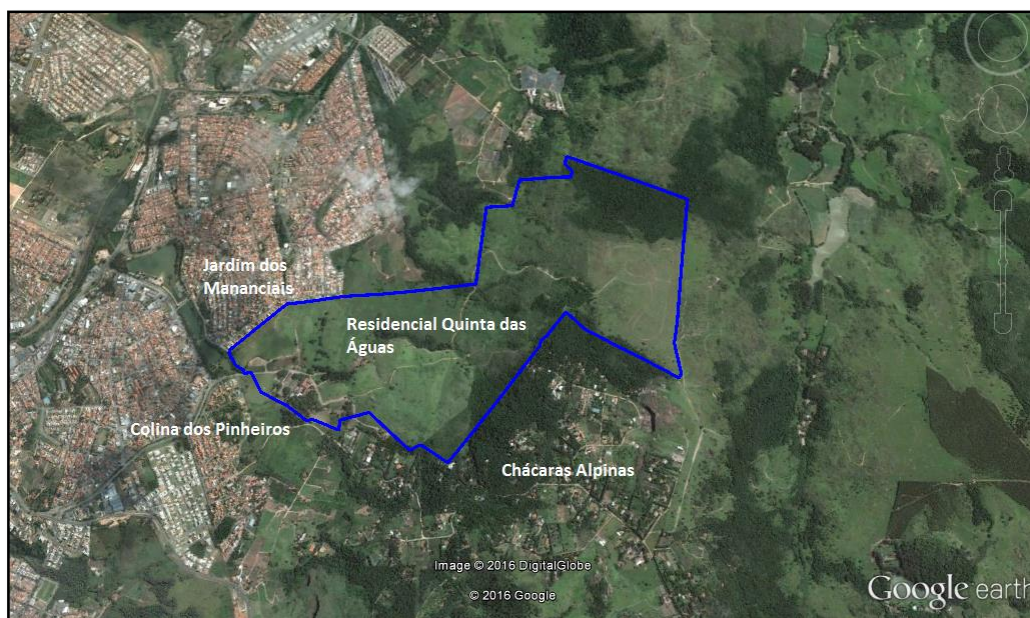 Jardim dos
Mananciais
Residencial Quinta das
Águas
Colina dos Pinheiros
Chácaras Alpinas
Image © 2016 DigitalGlobe
© 2016 Google
Google earth